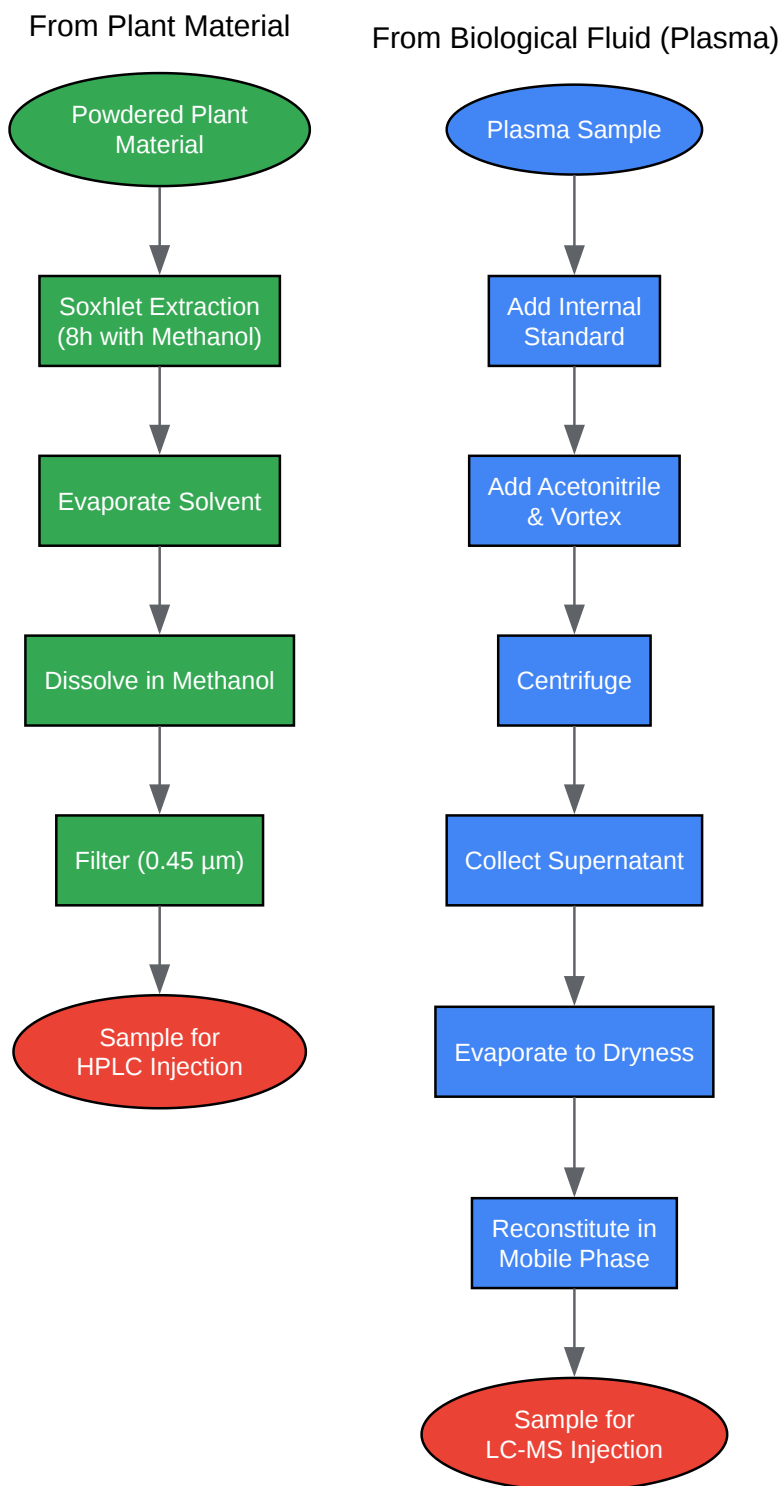 From Plant Material
Powdered Plant
Material
Soxhlet Extraction
(8h with Methanol)
Evaporate Solvent
Dissolve in Methanol
Filter (0.45 µm)
Sample for
HPLC Injection
From Biological Fluid (Plasma)
Plasma Sample
Add Internal
Standard
Add Acetonitrile
& Vortex
Centrifuge
Collect Supernatant
Evaporate to Dryness
Reconstitute in
Mobile Phase
Sample for
LC-MS Injection